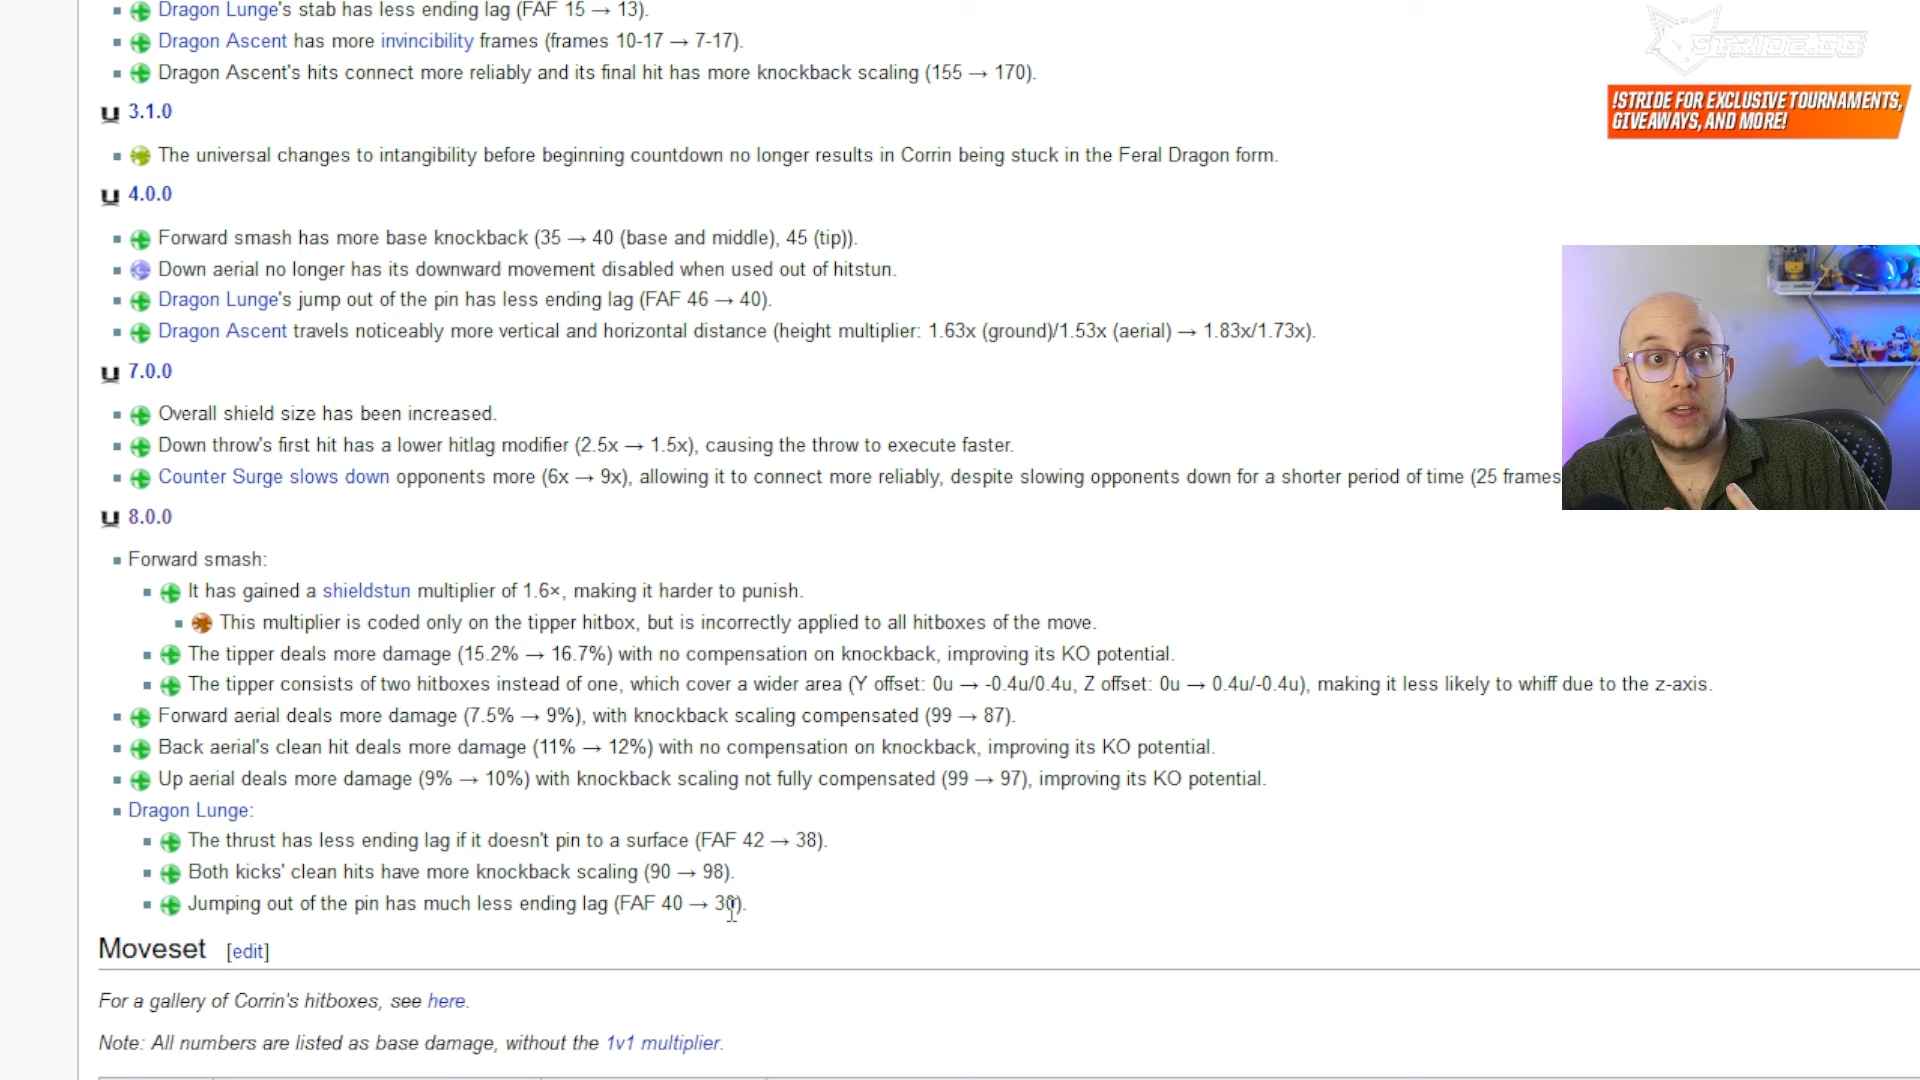 Dragon Lunge's stab has less ending lag (FAF 15 → 13).
Dragon Ascent has more invincibility frames (frames 10-17 → 7-17).
Dragon Ascent's hits connect more reliably and its final hit has more knockback scaling (155 → 170).
3.1.0
The universal changes to intangibility before beginning countdown no longer results in Corrin being stuck in the Feral Dragon form.
4.0.0
Forward smash has more base knockback (35 → 40 (base and middle), 45 (tip)).
Down aerial no longer has its downward movement disabled when used out of hitstun.
Dragon Lunge's jump out of the pin has less ending lag (FAF 46 → 40).
Dragon Ascent travels noticeably more vertical and horizontal distance (height multiplier: 1.63x (ground)/1.53x (aerial) → 1.83x/1.73x).
7.0.0
Overall shield size has been increased.
Down throw's first hit has a lower hitlag modifier (2.5x → 1.5x), causing the throw to execute faster.
Counter Surge slows down opponents more (6x → 9x), allowing it to connect more reliably, despite slowing opponents down for a shorter period of time (25 frames
8.0.0
Forward smash:
It has gained a shieldstun multiplier of 1.6×, making it harder to punish.
This multiplier is coded only on the tipper hitbox, but is incorrectly applied to all hitboxes of the move.
The tipper deals more damage (15.2% → 16.7%) with no compensation on knockback, improving its KO potential.
The tipper consists of two hitboxes instead of one, which cover a wider area (Y offset: 0u → -0.4u/0.4u, Z offset: 0u → 0.4u/-0.4u), making it less likely to whiff due to the z-axis.
Forward aerial deals more damage (7.5% → 9%), with knockback scaling compensated (99 → 87).
Back aerial's clean hit deals more damage (11% → 12%) with no compensation on knockback, improving its KO potential.
Up aerial deals more damage (9% → 10%) with knockback scaling not fully compensated (99 → 97), improving its KO potential.
Dragon Lunge:
The thrust has less ending lag if it doesn't pin to a surface (FAF 42 → 38).
Both kicks' clean hits have more knockback scaling (90 → 98).
Jumping out of the pin has much less ending lag (FAF 40 → ).
Moveset [edit]
For a gallery of Corrin's hitboxes, see here.
Note: All numbers are listed as base damage, without the 1v1 multiplier.
STRIDE.GG
!STRIDE FOR EXCLUSIVE TOURNAMENTS,
GIVEAWAYS, AND MORE!